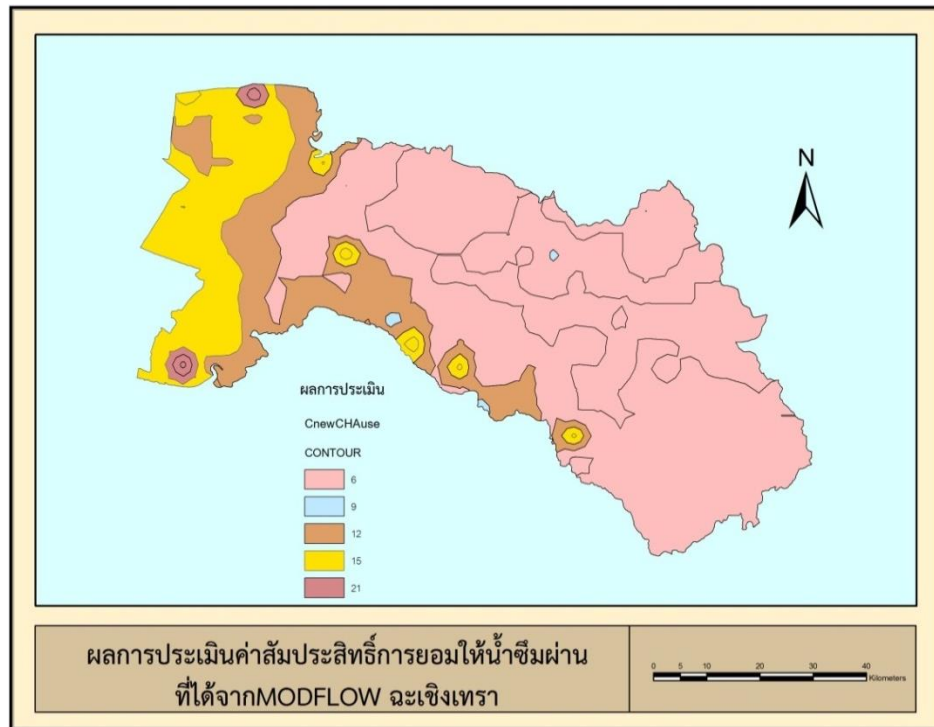 N
ผลการประเมิน
CnewCHAuse
CONTOUR
6
9
12
15
21
ผลการประเมินค่าสัมประสิทธิ์การยอมให้น้ำซึมผ่าน
ที่ได้จากMODFLOW ฉะเชิงเทรา
0 5 10 20 30 40
Kilometers